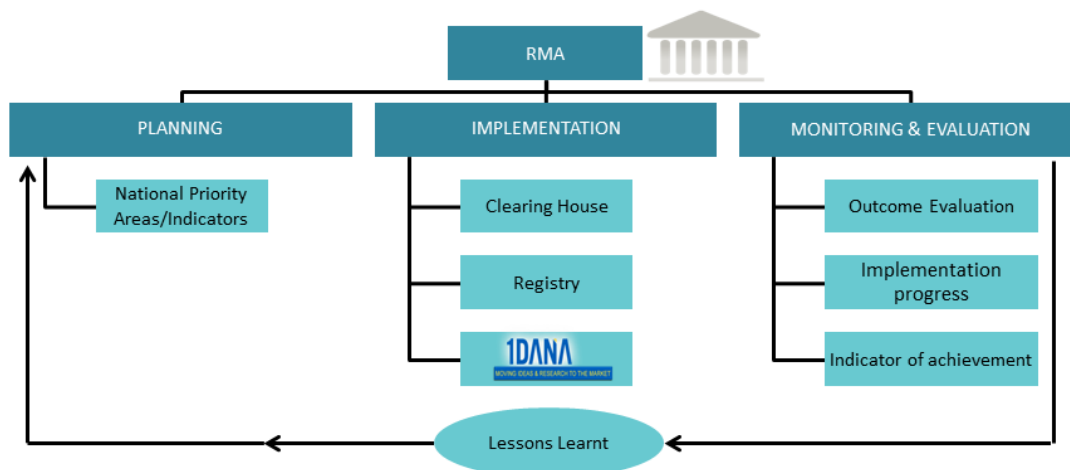 RMA
PLANNING
IMPLEMENTATION
MONITORING & EVALUATION
National Priority
Areas/Indicators
Clearing House
Outcome Evaluation
Registry
Implementation
progress
1DANA
MOVING IDEAS & RESEARCH TO THE MARKET
Indicator of achievement
Lessons Learnt